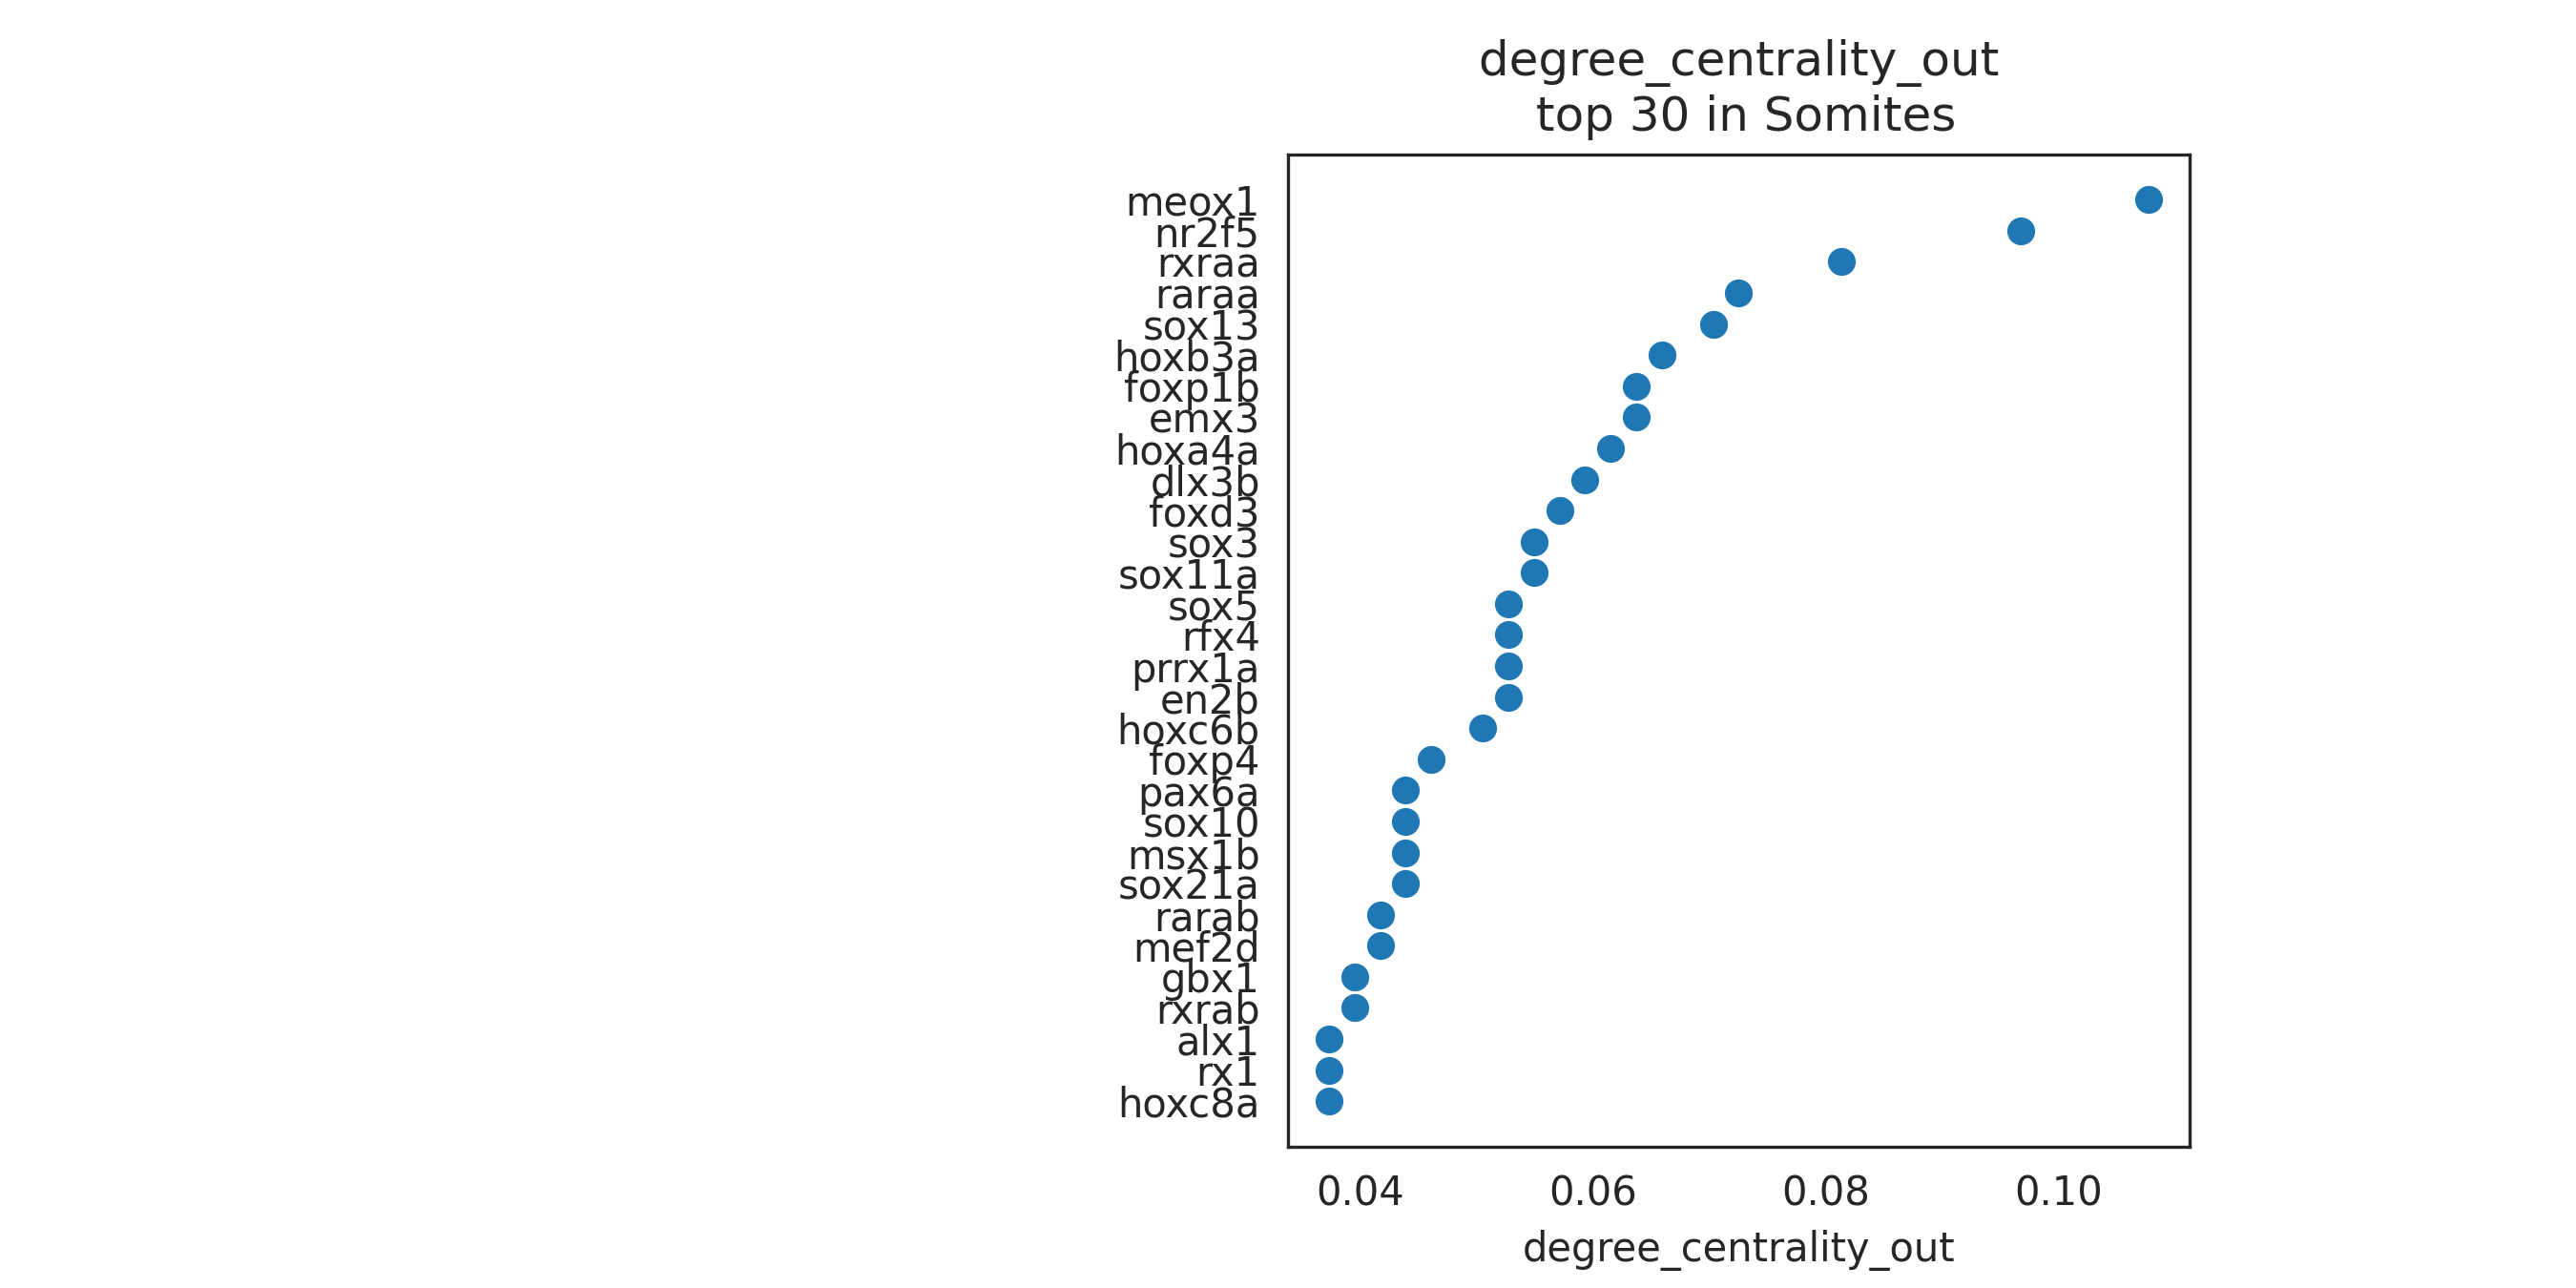 degree_centrality_out
top 30 in Somites
meox1
nr2f5
rxraa
raraa
sox13
hoxb3a
foxp1b
emx3
hoxa4a
dlx3b
foxd3
sox3
sox11a
sox5
rfx4
prrx1a
en2b
hoxc6b
foxp4
pax6a
sox10
msx1b
sox21a
rarab
mef2d
gbx1
rxrab
alx1
rx1
hoxc8a
0.04 0.06 0.08 0.10
degree_centrality_out